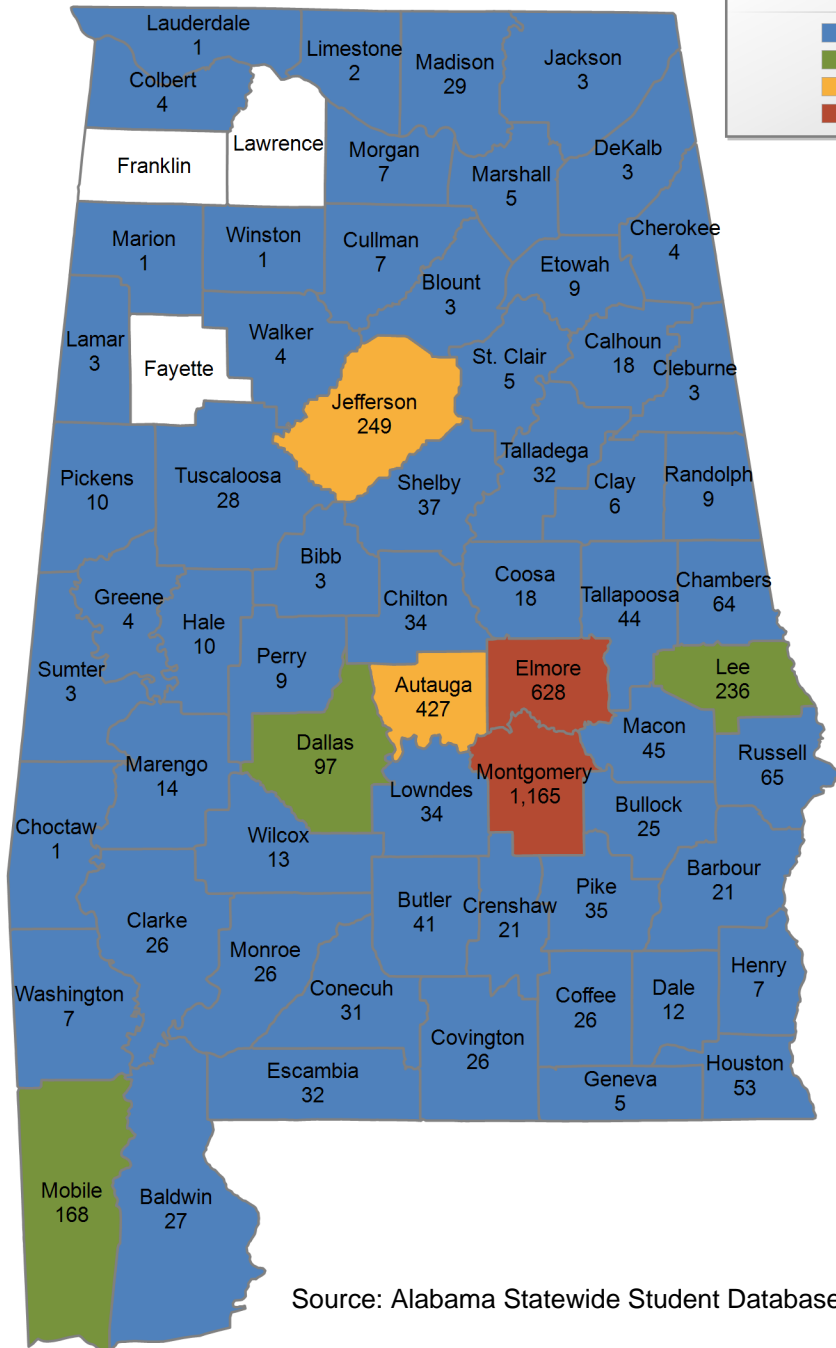 Lauderdale
1
Limestone
2
Madison
29
Jackson
3
Colbert
4
Lawrence
Franklin
Morgan
7
Marshall
5
DeKalb
3
Cherokee
4
Marion
1
Winston
1
Cullman
7
Blount
3
Etowah
9
Lamar
3
Fayette
Walker
4
St. Clair
5
Calhoun
18
Cleburne
3
Jefferson
249
Pickens
10
Tuscaloosa
28
Shelby
37
Talladega
32
Clay
6
Randolph
9
Bibb
3
Greene
4
Hale
10
Chilton
34
Coosa
18
Tallapoosa
44
Chambers
64
Sumter
3
Perry
9
Autauga
427
Elmore
628
Lee
236
Dallas
97
Macon
45
Russell
65
Marengo
14
Lowndes
34
Montgomery
1,165
Bullock
25
Choctaw
1
Wilcox
13
Barbour
21
Butler
41
Crenshaw
21
Pike
35
Clarke
26
Monroe
26
Conecuh
31
Henry
7
Washington
7
Covington
26
Coffee
26
Dale
12
Escambia
32
Geneva
5
Houston
53
Mobile
168
Baldwin
27
Source: Alabama Statewide Student Database